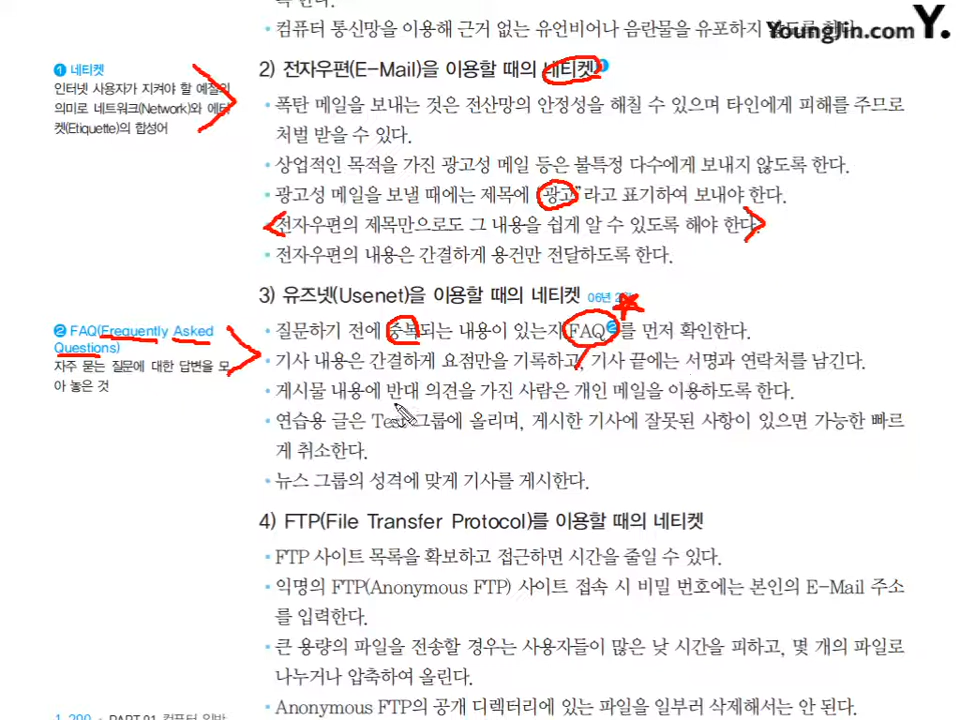 • 컴퓨터 통신망을 이용해 근거 없는 유언비어나 음란물을 유포하지 않도록 한다.
YoungJin.com Y.
❶ 네티켓
인터넷 사용자가 지켜야 할 예절의
의미로 네트워크(Network)와 에티
켓(Etiquette)의 합성어
2) 전자우편(E-Mail)을 이용할 때의 네티켓❶
• 폭탄 메일을 보내는 것은 전산망의 안정성을 해칠 수 있으며 타인에게 피해를 주므로
처벌 받을 수 있다.
• 상업적인 목적을 가진 광고성 메일 등은 불특정 다수에게 보내지 않도록 한다.
• 광고성 메일을 보낼 때에는 제목에 “광고”라고 표기하여 보내야 한다.
• 전자우편의 제목만으로도 그 내용을 쉽게 알 수 있도록 해야 한다.
• 전자우편의 내용은 간결하게 용건만 전달하도록 한다.
3) 유즈넷(Usenet)을 이용할 때의 네티켓 06년 2회
❷ FAQ(Frequently Asked
Questions)
자주 묻는 질문에 대한 답변을 모
아 놓은 것
• 질문하기 전에 중복되는 내용이 있는지 FAQ❷를 먼저 확인한다.
• 기사 내용은 간결하게 요점만을 기록하고, 기사 끝에는 서명과 연락처를 남긴다.
• 게시물 내용에 반대 의견을 가진 사람은 개인 메일을 이용하도록 한다.
• 연습용 글은 Test 그룹에 올리며, 게시한 기사에 잘못된 사항이 있으면 가능한 빠르
게 취소한다.
• 뉴스 그룹의 성격에 맞게 기사를 게시한다.
4) FTP(File Transfer Protocol)를 이용할 때의 네티켓
• FTP 사이트 목록을 확보하고 접근하면 시간을 줄일 수 있다.
• 익명의 FTP(Anonymous FTP) 사이트 접속 시 비밀 번호에는 본인의 E-Mail 주소
를 입력한다.
• 큰 용량의 파일을 전송할 경우는 사용자들이 많은 낮 시간을 피하고, 몇 개의 파일로
나누거나 압축하여 올린다.
• Anonymous FTP의 공개 디렉터리에 있는 파일을 일부러 삭제해서는 안 된다.
1-290 • PART 01 컴퓨터 일반